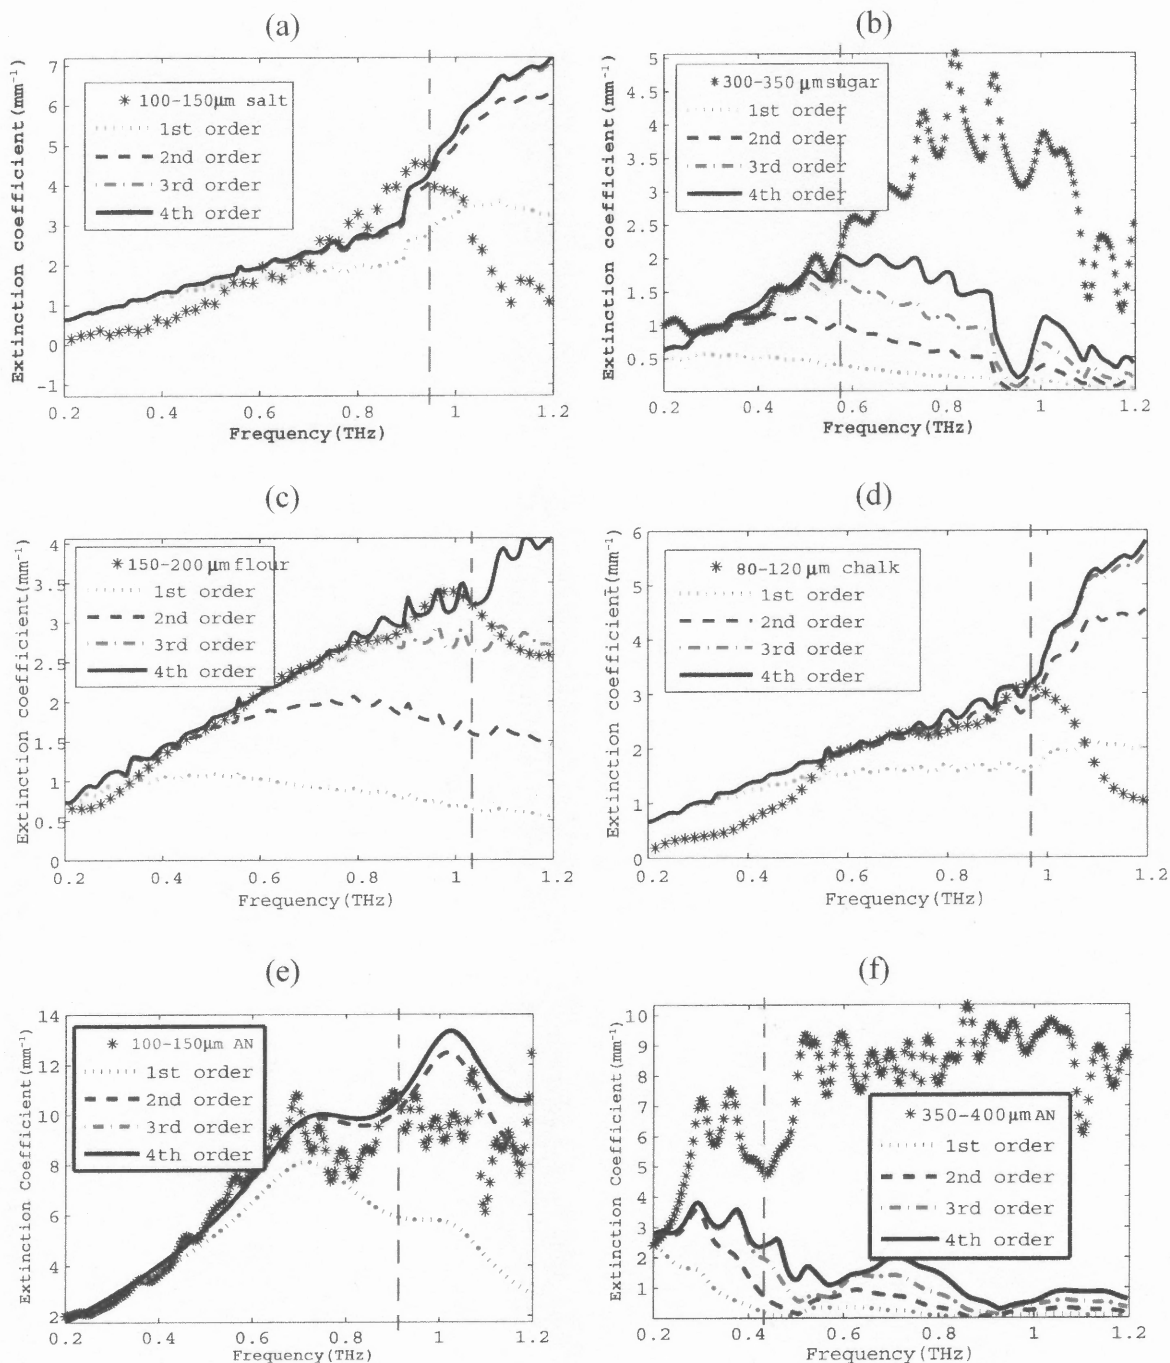 (a)
Extinction coefficient(mm⁻¹)
7
6
5
4
3
2
1
0
-1
* 100-150μm salt
1st order
2nd order
3rd order
4th order
0.2 0.4 0.6 0.8 1 1.2
Frequency(THz)
(b)
Extinction coefficient(mm⁻¹)
5
4.5
4
3.5
3
2.5
2
1.5
1
0.5
* 300-350 μm sugar
1st order
2nd order
3rd order
4th order
0.2 0.4 0.6 0.8 1 1.2
Frequency(THz)
(c)
Extinction coefficient(mm⁻¹)
4
3.5
3
2.5
2
1.5
1
0.5
0
* 150-200 μm flour
1st order
2nd order
3rd order
4th order
0.2 0.4 0.6 0.8 1 1.2
Frequency(THz)
(d)
Extinction coefficient(mm⁻¹)
6
5
4
3
2
1
0
* 80-120μm chalk
1st order
2nd order
3rd order
4th order
0.2 0.4 0.6 0.8 1 1.2
Frequency(THz)
(e)
Extinction Coefficient(mm⁻¹)
14
12
10
8
6
4
2
* 100-150μm AN
1st order
2nd order
3rd order
4th order
0.2 0.4 0.6 0.8 1 1.2
Frequency(THz)
(f)
Extinction Coefficient(mm⁻¹)
10
9
8
7
6
5
4
3
2
1
0
* 350-400μm AN
1st order
2nd order
3rd order
4th order
0.2 0.4 0.6 0.8 1 1.2
Frequency(THz)